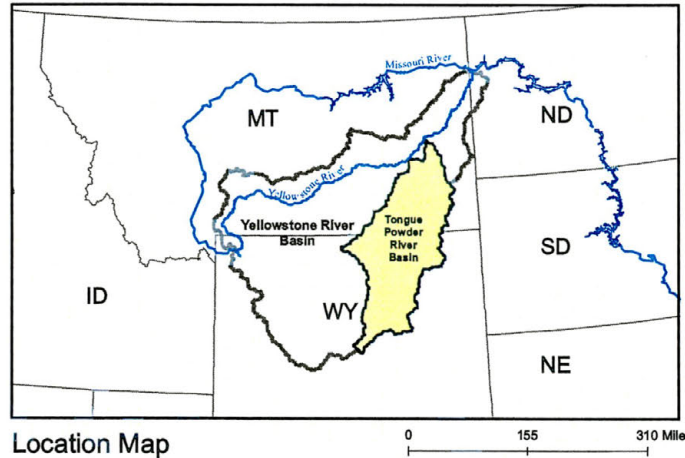 Missouri River
MT
ND
Yellowstone River
Yellowstone River
Basin
Tongue
Powder
River
Basin
SD
ID
WY
NE
Location Map
0 155 310 Mile